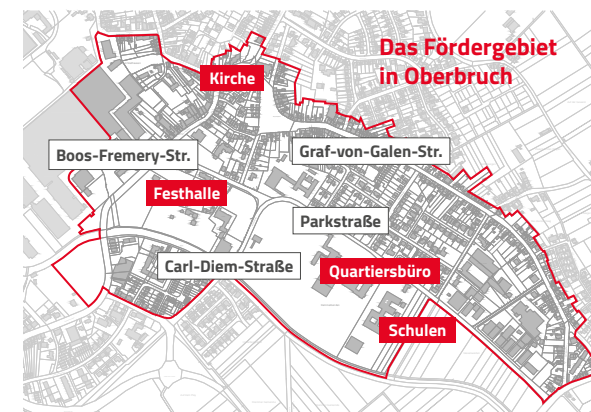 Das Fördergebiet
in Oberbruch
Kirche
Boos-Fremery-Str.
Graf-von-Galen-Str.
Festhalle
Parkstraße
Carl-Diem-Straße
Quartiersbüro
Schulen